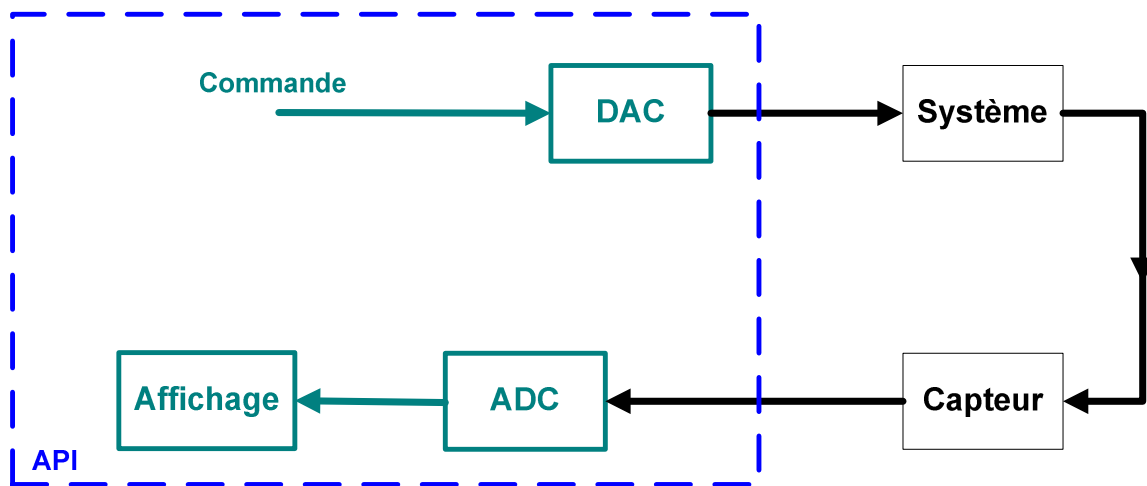 Commande
DAC
Système
Affichage
ADC
Capteur
API